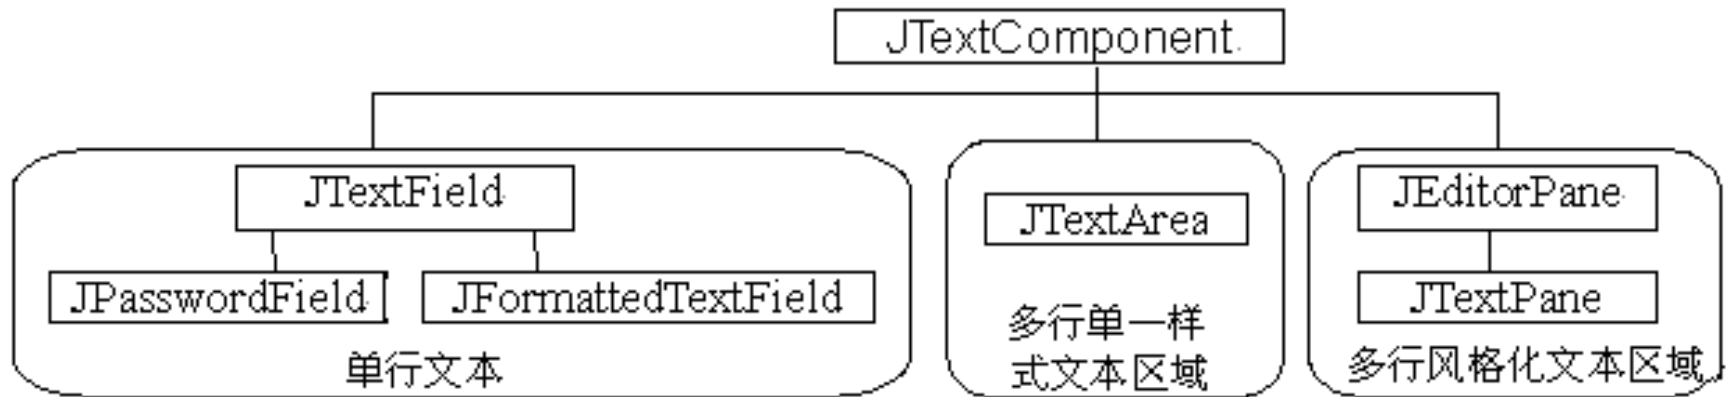 JTextComponent
JTextField
JPasswordField
JFormattedTextField
单行文本
JTextArea
多行单一样
式文本区域
JEditorPane
JTextPane
多行风格化文本区域